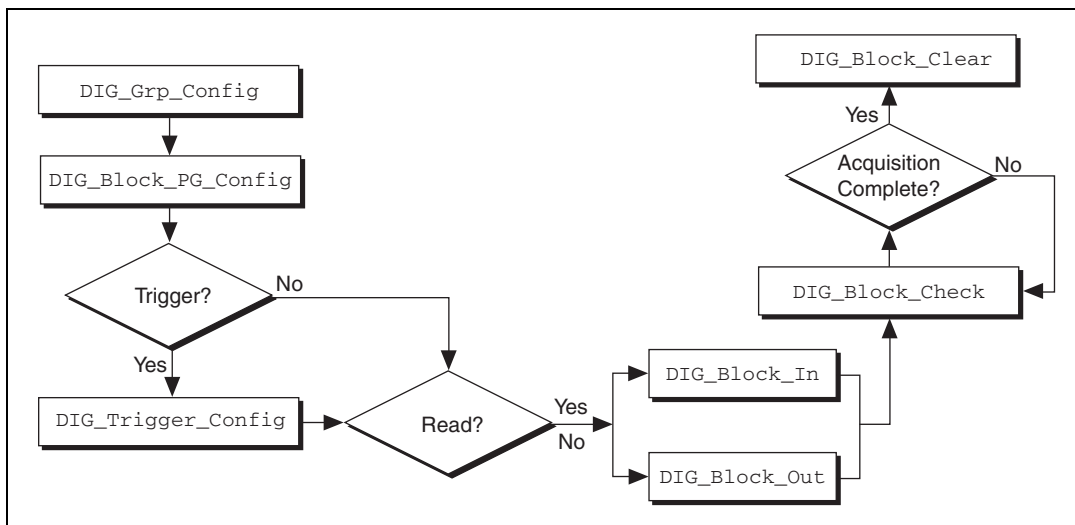 DIG_Grp_Config
DIG_Block_PG_Config
Trigger?
No
Yes
DIG_Trigger_Config
Read?
Yes
No
DIG_Block_In
DIG_Block_Out
DIG_Block_Check
Acquisition
Complete?
No
Yes
DIG_Block_Clear